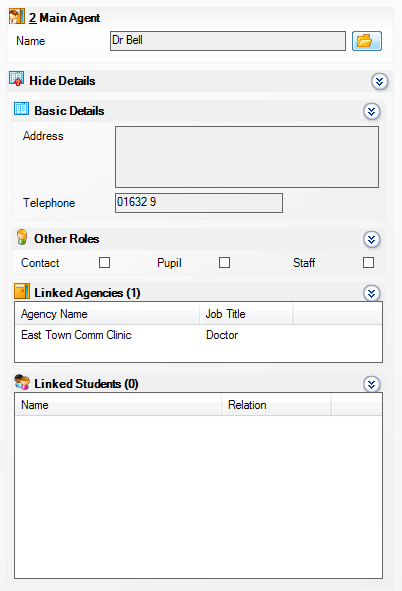 2 Main Agent
Name Dr Bell
Hide Details
Basic Details
Address
Telephone 01632 9
Other Roles
Contact Pupil Staff
Linked Agencies (1)
Agency Name Job Title
East Town Comm Clinic Doctor
Linked Students (0)
Name Relation